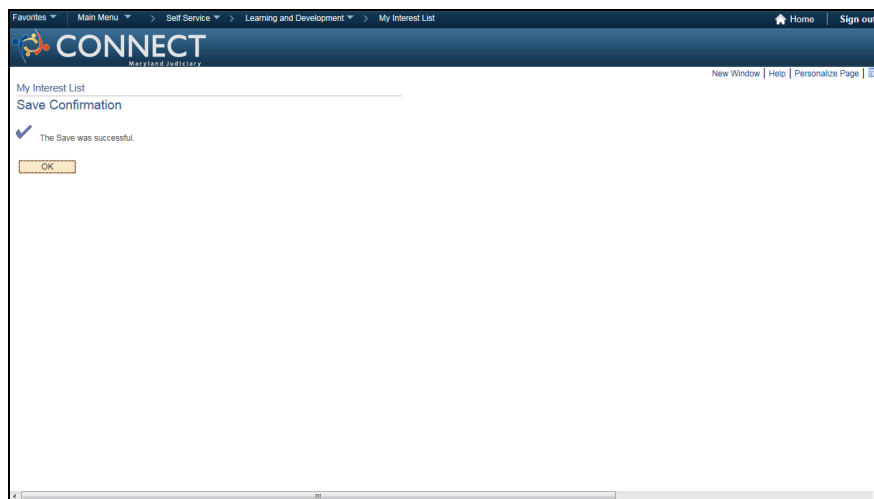 Favorites Main Menu > Self Service > Learning and Development > My Interest List Home Sign out
CONNECT
Maryland Judiciary
New Window | Help | Personalize Page |
My Interest List
Save Confirmation
The Save was successful.
OK